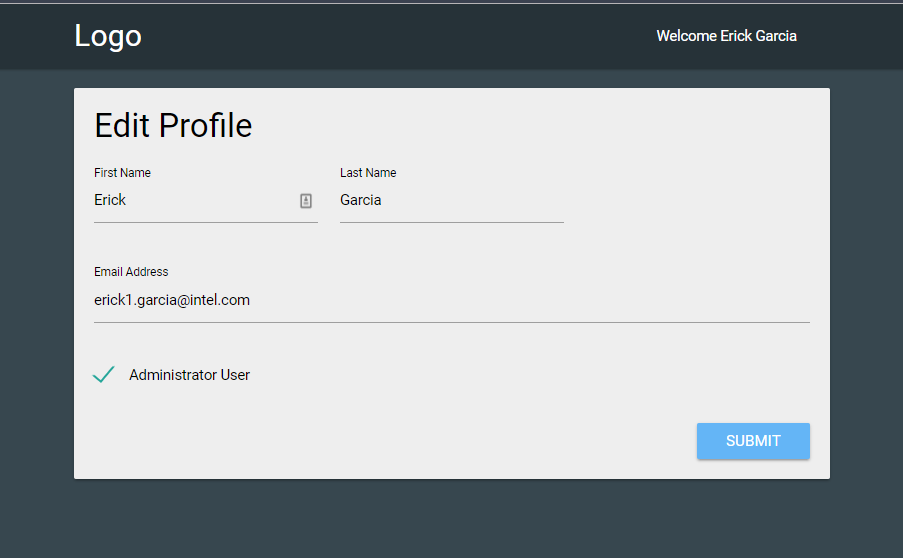 Logo
Welcome Erick Garcia
Edit Profile
First Name
Last Name
Erick
Garcia
Email Address
erick1.garcia@intel.com
Administrator User
SUBMIT